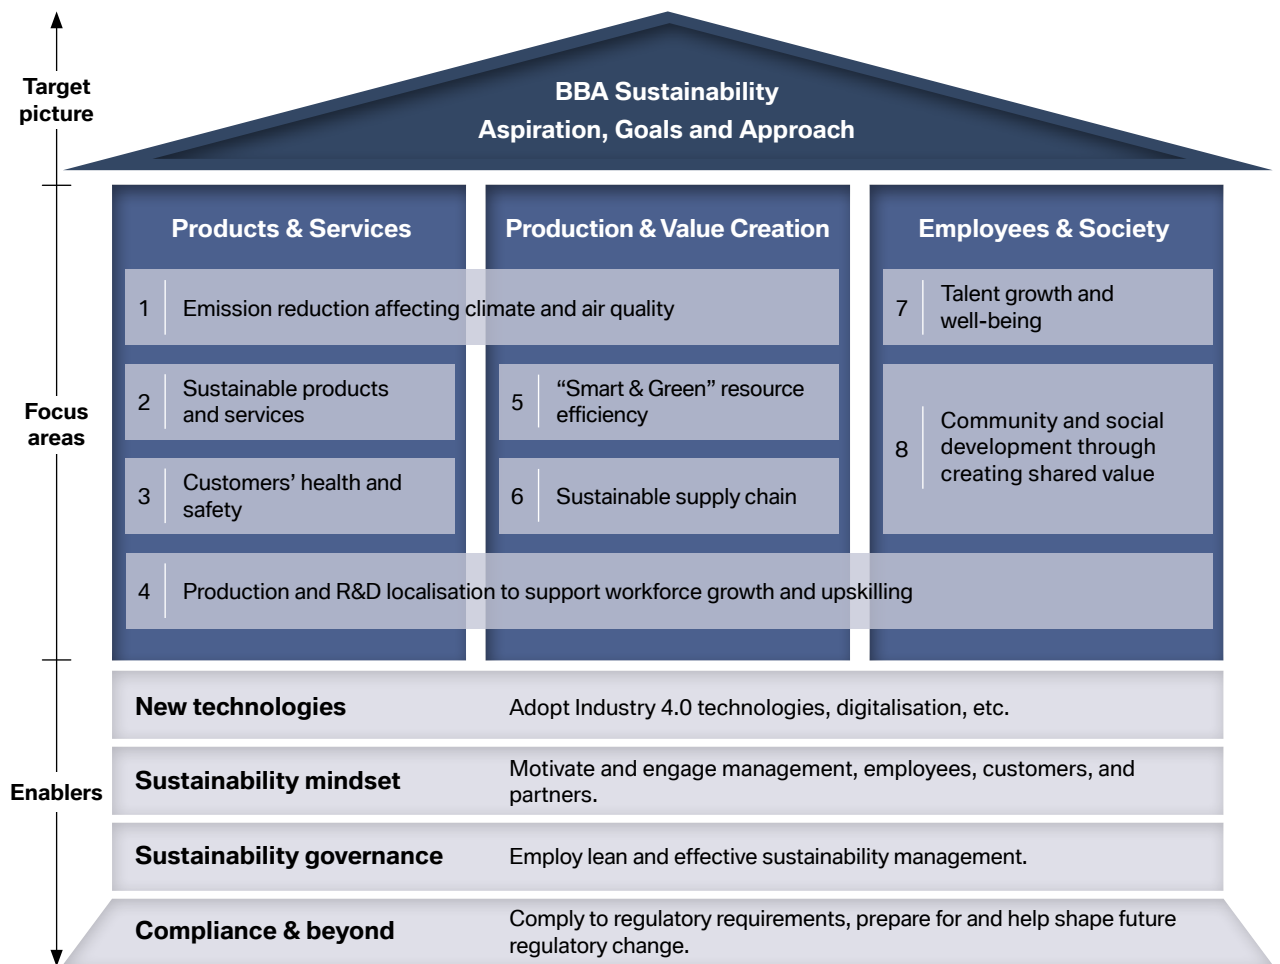 Target
picture
BBA Sustainability
Aspiration, Goals and Approach
Focus
areas
Products & Services
Production & Value Creation
Employees & Society
1
Emission reduction affecting climate and air quality
7
Talent growth and
well-being
2
Sustainable products
and services
5
“Smart & Green” resource
efficiency
8
Community and social
development through
creating shared value
3
Customers’ health and
safety
6
Sustainable supply chain
4
Production and R&D localisation to support workforce growth and upskilling
Enablers
New technologies
Adopt Industry 4.0 technologies, digitalisation, etc.
Sustainability mindset
Motivate and engage management, employees, customers, and
partners.
Sustainability governance
Employ lean and effective sustainability management.
Compliance & beyond
Comply to regulatory requirements, prepare for and help shape future
regulatory change.